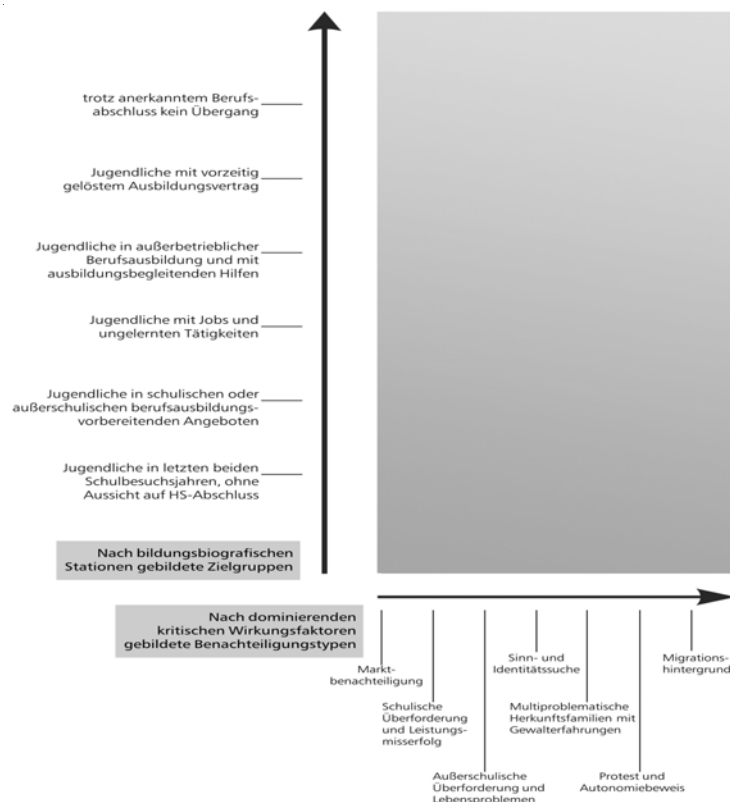 trotz anerkanntem Berufs-
abschluss kein Übergang
Jugendliche mit vorzeitig
gelöstem Ausbildungsvertrag
Jugendliche in außerbetrieblicher
Berufsausbildung und mit
ausbildungsbegleitenden Hilfen
Jugendliche mit Jobs und
ungelernten Tätigkeiten
Jugendliche in schulischen oder
außerschulischen berufsausbildungs-
vorbereitenden Angeboten
Jugendliche in letzten beiden
Schulbesuchsjahren, ohne
Aussicht auf HS-Abschluss
Nach bildungsbiografischen
Stationen gebildete Zielgruppen
Nach dominierenden
kritischen Wirkungsfaktoren
gebildete Benachteiligungstypen
Markt-
benachteiligung
Schulische
Überforderung
und Leistungs-
misserfolg
Außerschulische
Überforderung und
Lebensproblemen
Sinn- und
Identitätssuche
Multiproblematische
Herkunftsfamilien mit
Gewalterfahrungen
Protest und
Autonomiebeweis
Migrations-
hintergrund